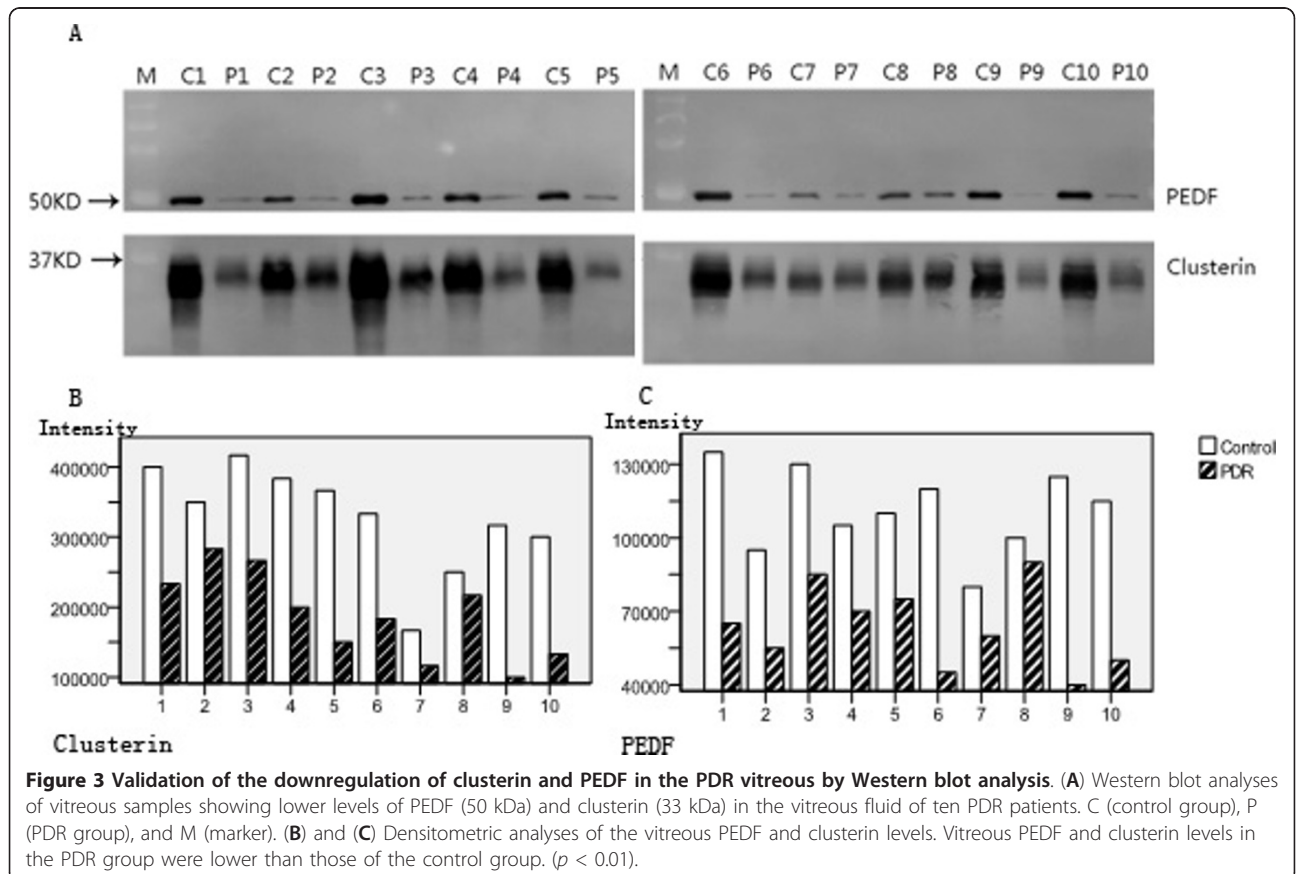 A
M C1 P1 C2 P2 C3 P3 C4 P4 C5 P5
M C6 P6 C7 P7 C8 P8 C9 P9 C10 P10
50KD
PEDF
37KD
Clusterin
B
C
Intensity
Intensity
Control
PDR
400000
300000
200000
100000
130000
100000
70000
40000
1 2 3 4 5 6 7 8 9 10
1 2 3 4 5 6 7 8 9 10
Clusterin
PEDF
Figure 3 Validation of the downregulation of clusterin and PEDF in the PDR vitreous by Western blot analysis. (A) Western blot analyses
of vitreous samples showing lower levels of PEDF (50 kDa) and clusterin (33 kDa) in the vitreous fluid of ten PDR patients. C (control group), P
(PDR group), and M (marker). (B) and (C) Densitometric analyses of the vitreous PEDF and clusterin levels. Vitreous PEDF and clusterin levels in
the PDR group were lower than those of the control group. (p < 0.01).